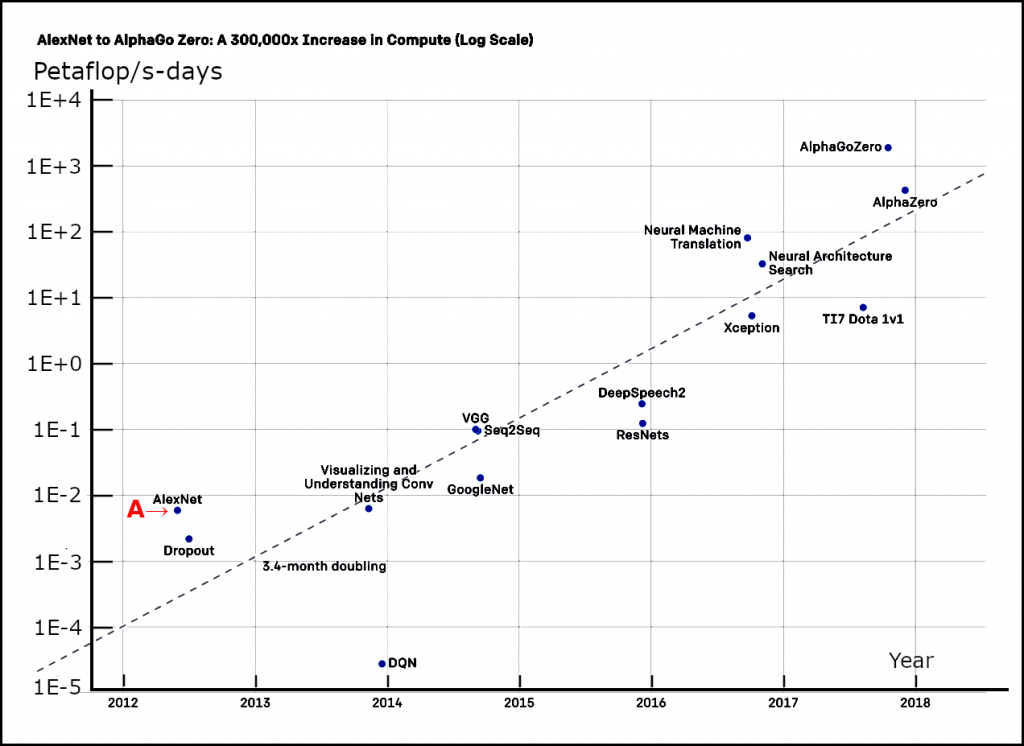 AlexNet to AlphaGo Zero: A 300,000x Increase in Compute (Log Scale)
Petaflop/s-days
1E+4
AlphaGoZero
1E+3
AlphaZero
1E+2
Neural Machine
Translation
Neural Architecture
Search
1E+1
TI7 Dota 1v1
Xception
1E+0
DeepSpeech2
VGG
1E-1
Seq2Seq
ResNets
Visualizing and
Understanding Conv
Nets
GoogleNet
1E-2
AlexNet
A→
Dropout
1E-3
3.4-month doubling
1E-4
DQN
Year
1E-5
2012 2013 2014 2015 2016 2017 2018